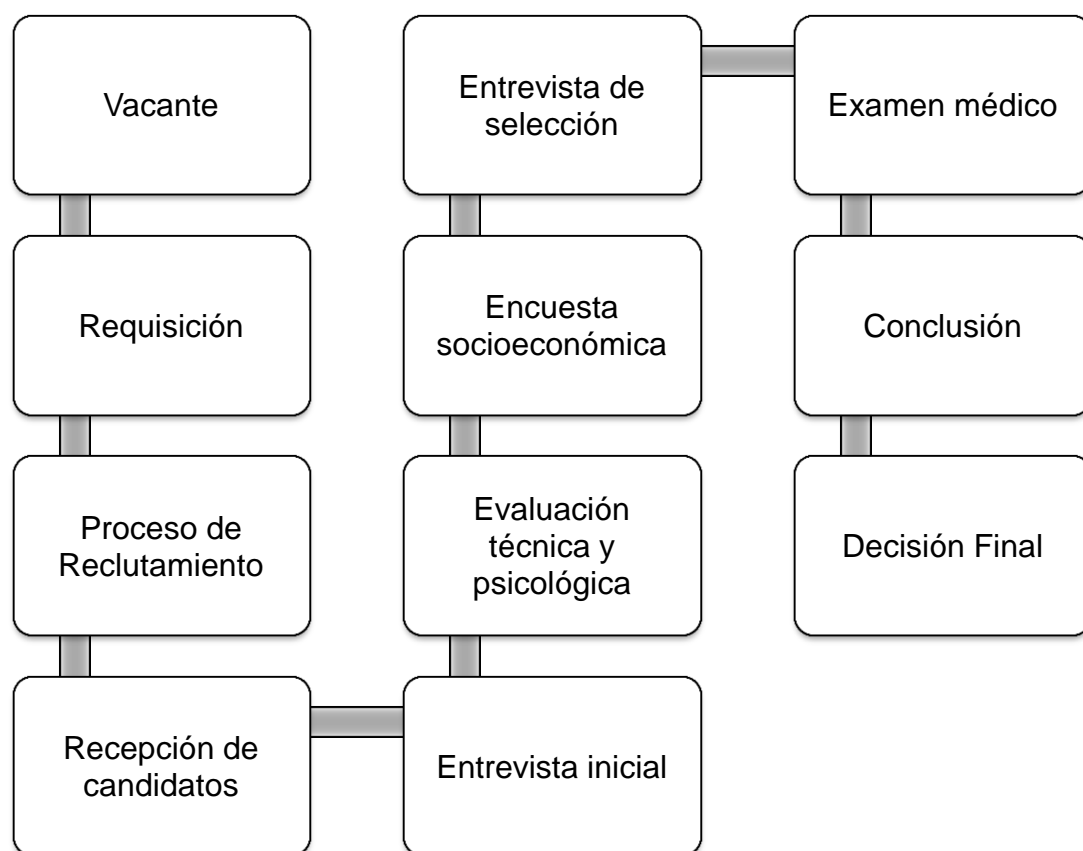 Vacante
Requisición
Proceso de
Reclutamiento
Recepción de
candidatos
Entrevista inicial
Evaluación
técnica y
psicológica
Encuesta
socioeconómica
Entrevista de
selección
Examen médico
Conclusión
Decisión Final